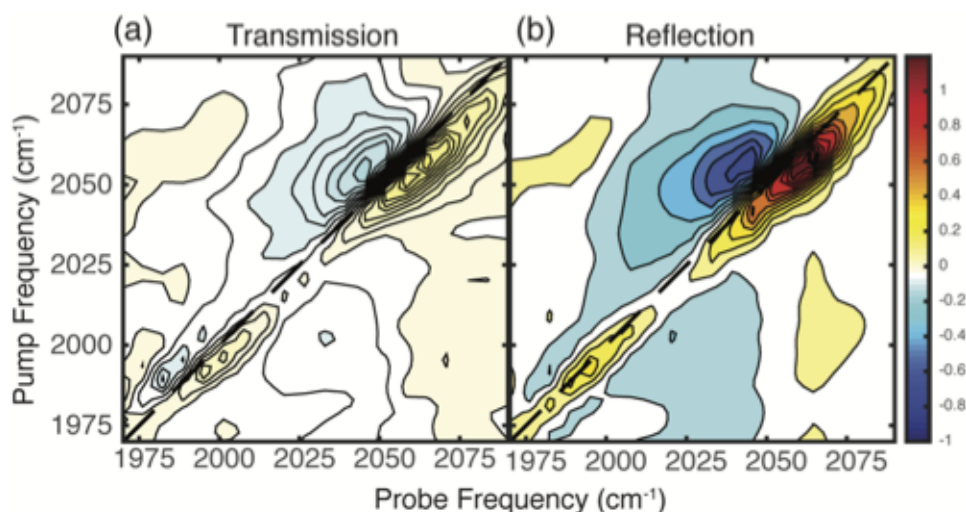 (a) Transmission
(b) Reflection
Pump Frequency (cm⁻¹)
2075
2050
2025
2000
1975
1975 2000 2025 2050 2075
1975 2000 2025 2050 2075
Probe Frequency (cm⁻¹)
1
0.8
0.6
0.4
0.2
0
-0.2
-0.4
-0.6
-0.8
-1